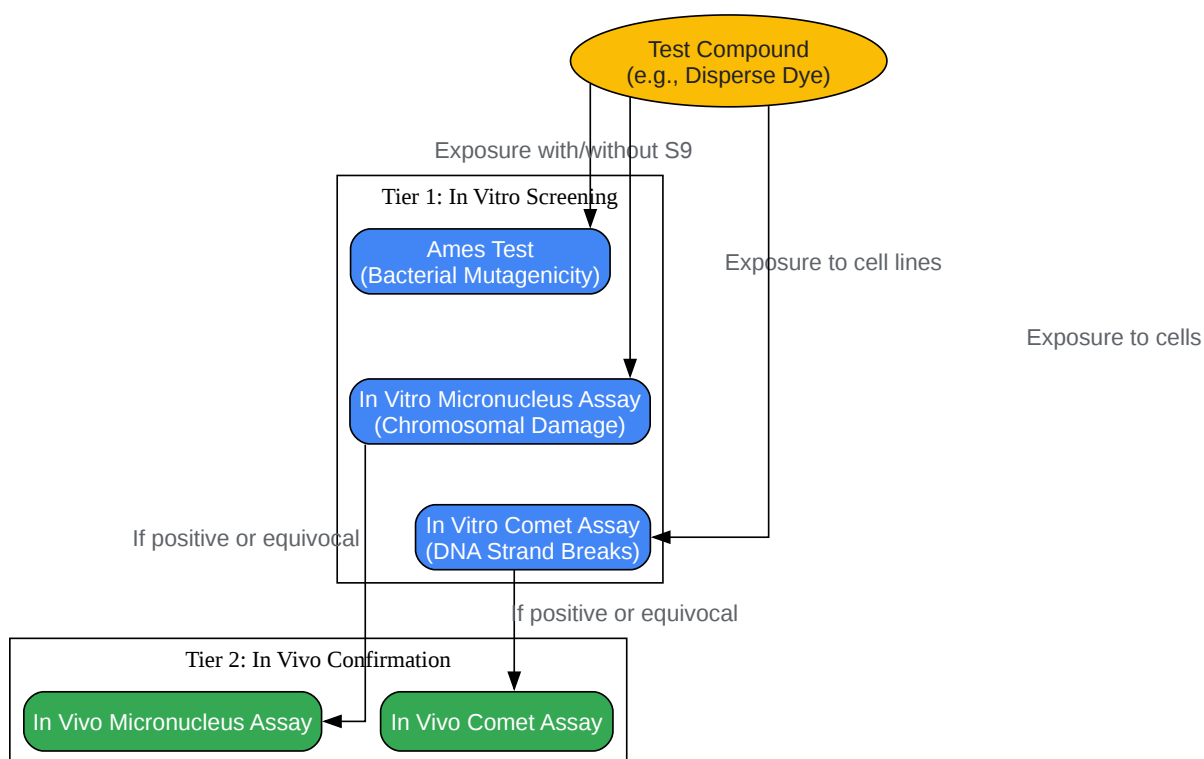 Test Compound
(e.g., Disperse Dye)
Exposure with/without S9
Tier 1: In Vitro Screening
Ames Test
(Bacterial Mutagenicity)
Exposure to cell lines
Exposure to cells
In Vitro Micronucleus Assay
(Chromosomal Damage)
In Vitro Comet Assay
(DNA Strand Breaks)
If positive or equivocal
If positive or equivocal
Tier 2: In Vivo Confirmation
In Vivo Micronucleus Assay
In Vivo Comet Assay